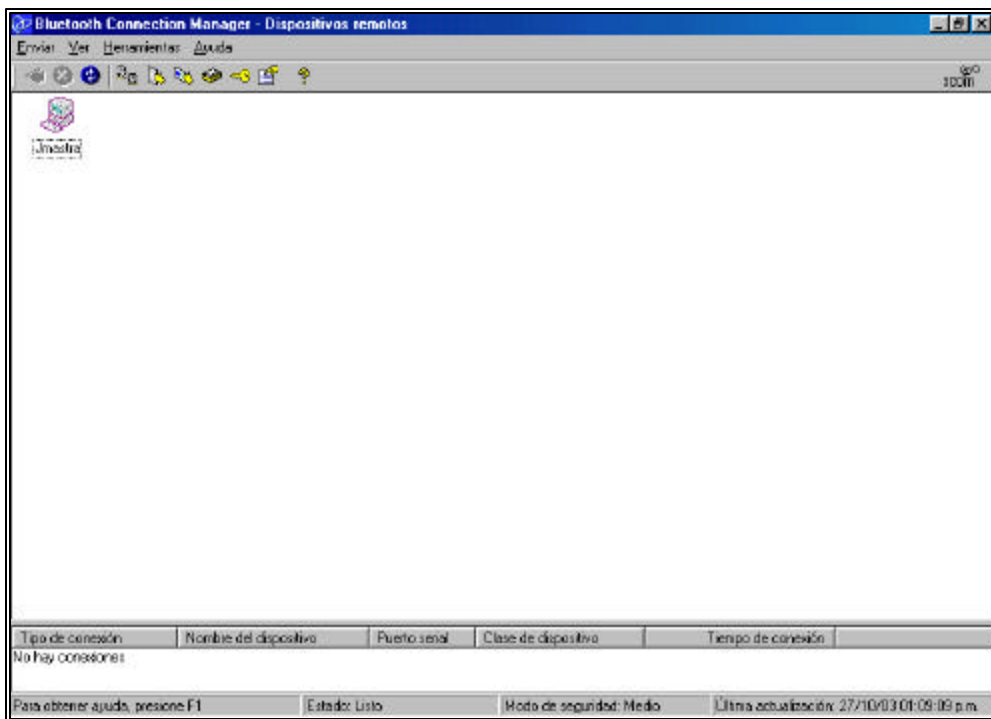 Bluetooth Connection Manager - Dispositivos remotos
Enviar Ver Herramientas Ayuda
3com
Jmestra
Tipo de conexión Nombre del dispositivo Puerto serial Clase de dispositivo Tiempo de conexión
No hay conexiones
Para obtener ayuda, presione F1 Estado: Listo Modo de seguridad: Medio Última actualización: 27/10/03 01:09:09 p.m.